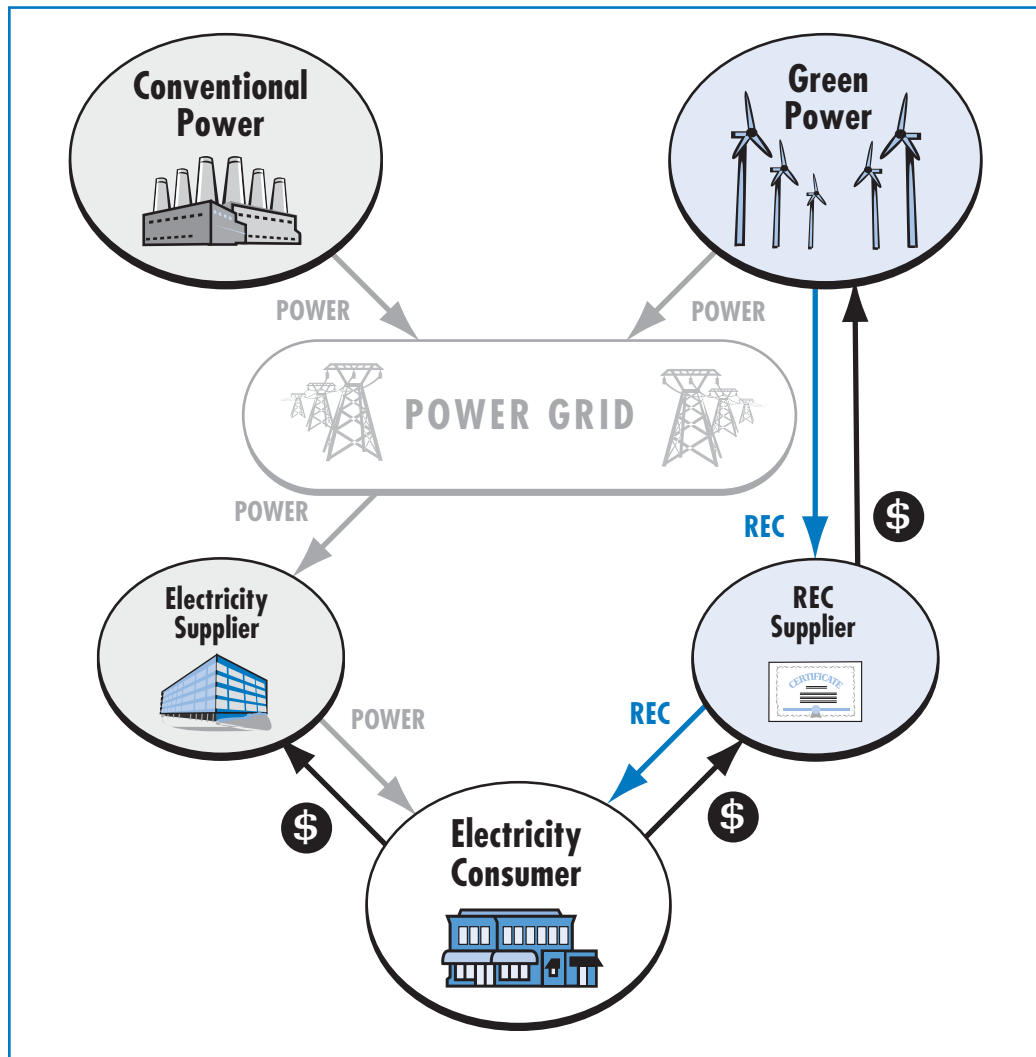 Conventional
Power
Green
Power
POWER
POWER
POWER GRID
POWER
REC
$
Electricity
Supplier
REC
Supplier
CERTIFICATE
POWER
REC
$
$
Electricity
Consumer